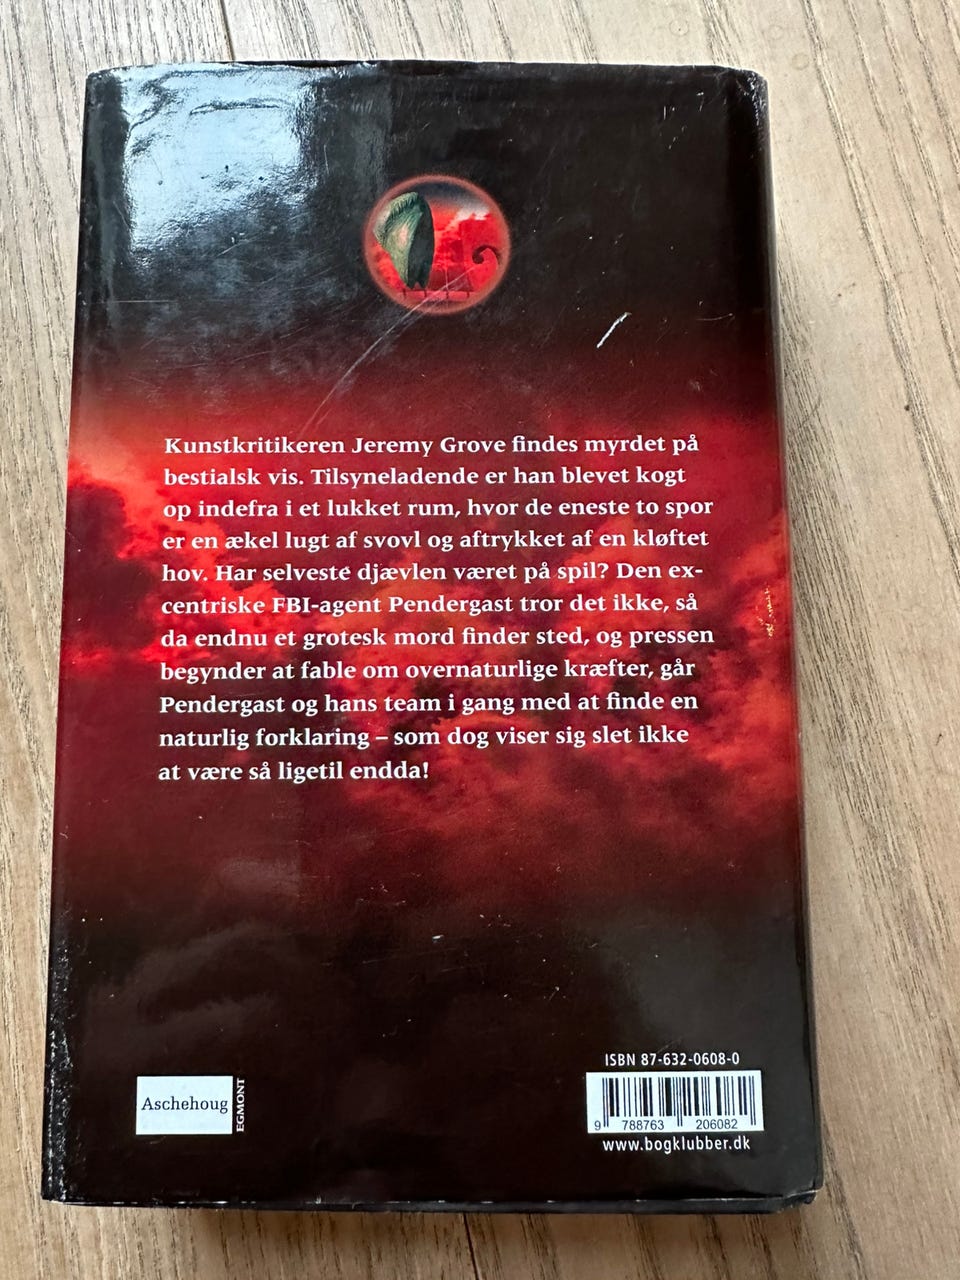 Kunstkritikeren Jeremy Grove findes myrdet på
bestialsk vis. Tilsyneladende er han blevet kogt
op indefra i et lukket rum, hvor de eneste to spor
er en ækel lugt af svovl og aftrykket af en kløftet
hov. Har selveste djævlen været på spil? Den ex-
centriske FBI-agent Pendergast tror det ikke, så
da endnu et grotesk mord finder sted, og pressen
begynder at fable om overnaturlige kræfter, går
Pendergast og hans team i gang med at finde en
naturlig forklaring – som dog viser sig slet ikke
at være så ligetil endda!
Aschehoug
EGMONT
ISBN 87-632-0608-0
9 788763 206082
www.bogklubber.dk